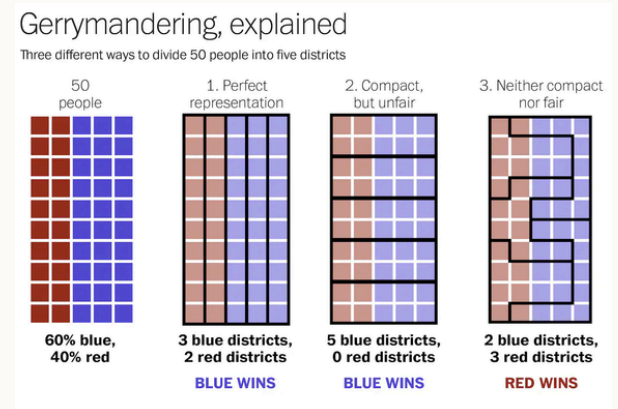 Gerrymandering, explained
Three different ways to divide 50 people into five districts
50
people
1. Perfect
representation
2. Compact,
but unfair
3. Neither compact
nor fair
60% blue,
40% red
3 blue districts,
2 red districts
BLUE WINS
5 blue districts,
0 red districts
BLUE WINS
2 blue districts,
3 red districts
RED WINS